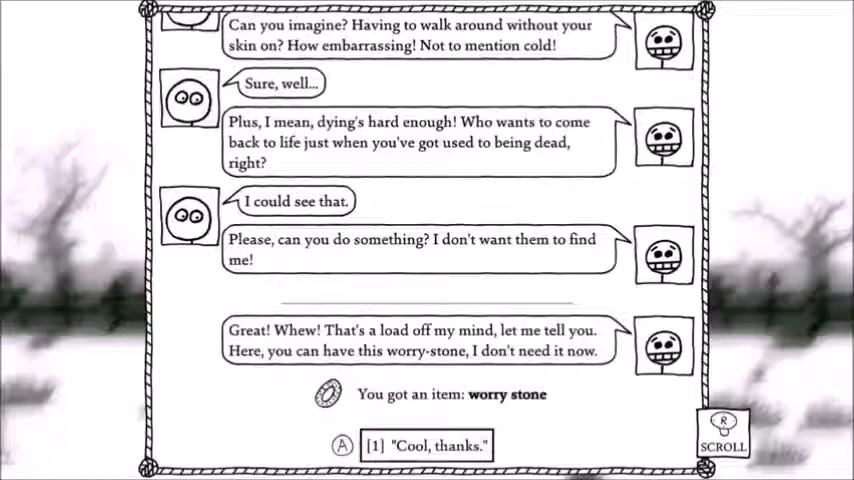 Can you imagine? Having to walk around without your
skin on? How embarrassing! Not to mention cold!
Sure, well...
Plus, I mean, dying's hard enough! Who wants to come
back to life just when you've got used to being dead,
right?
I could see that.
Please, can you do something? I don't want them to find
me!
Great! Whew! That's a load off my mind, let me tell you.
Here, you can have this worry-stone, I don't need it now.
You got an item: worry stone
A [1] "Cool, thanks."
R
SCROLL